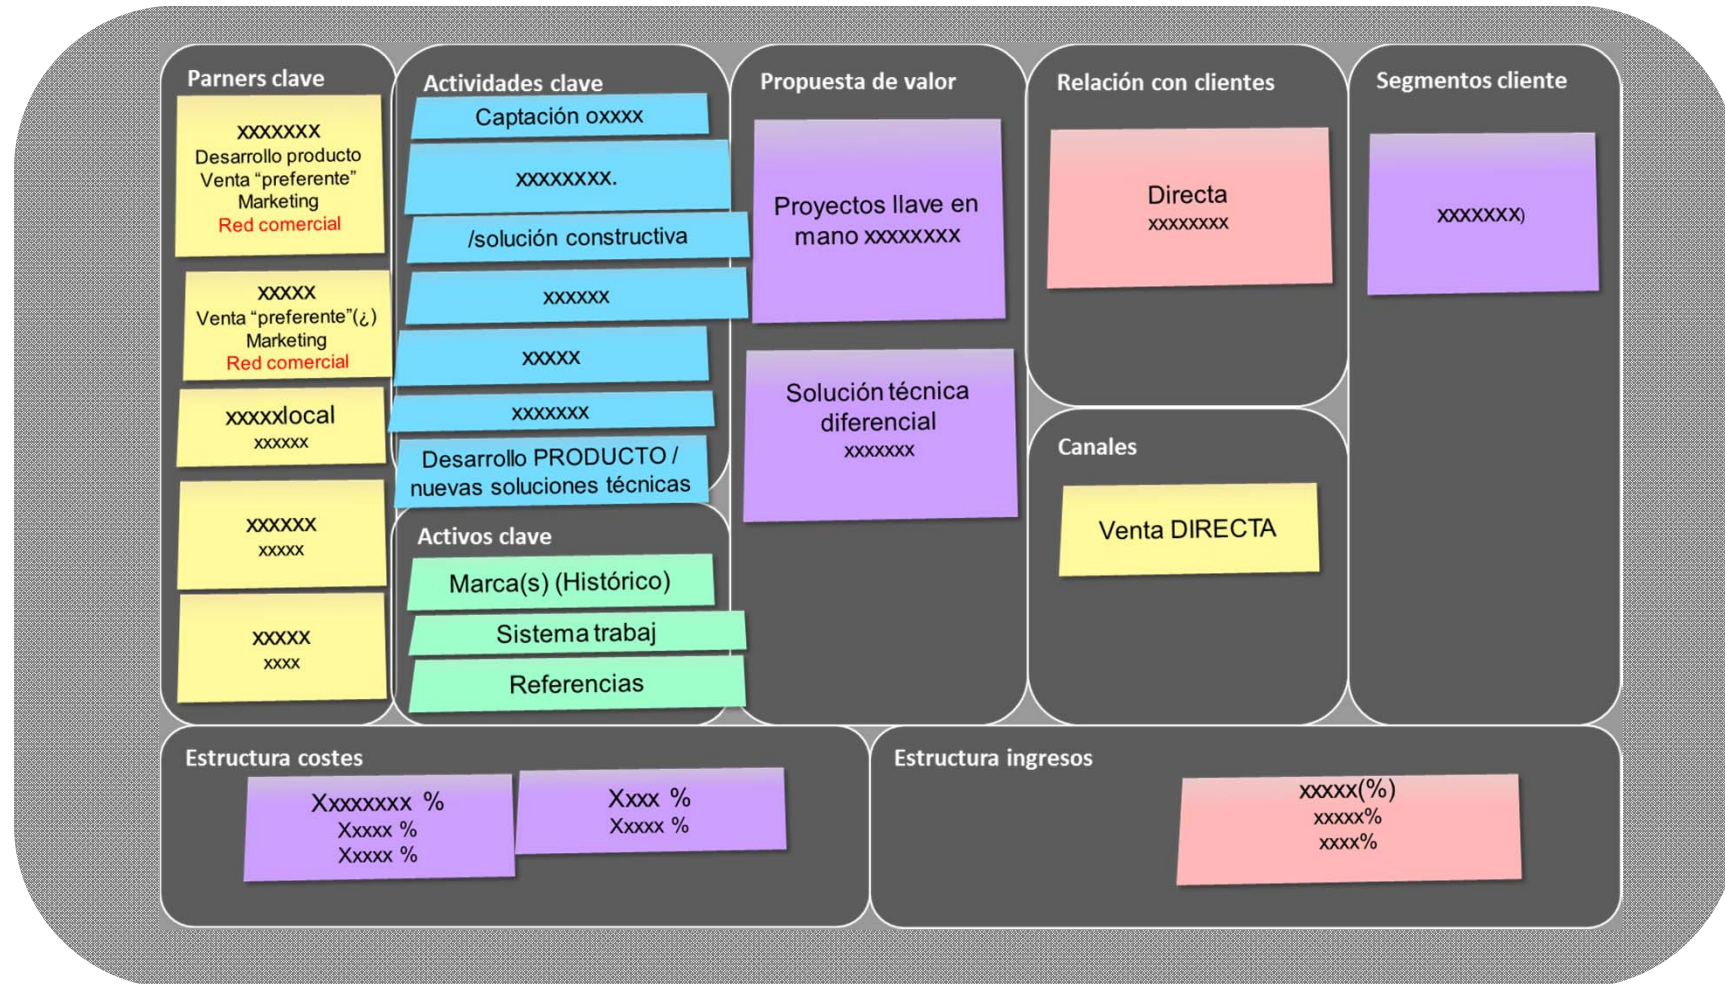 Parners clave
xxxxxxx
Desarrollo producto
Venta “preferente”
Marketing
Red comercial
xxxxx
Venta “preferente”(¿)
Marketing
Red comercial
xxxxxlocal
xxxxxx
xxxxxx
xxxxx
xxxxx
xxxx
Actividades clave
Captación oxxxx
xxxxxxxx.
/solución constructiva
xxxxxx
xxxxx
xxxxxxx
Desarrollo PRODUCTO /
nuevas soluciones técnicas
Activos clave
Marca(s) (Histórico)
Sistema trabaj
Referencias
Propuesta de valor
Proyectos llave en
mano xxxxxxxx
Solución técnica
diferencial
xxxxxxx
Relación con clientes
Directa
xxxxxxxx
Canales
Venta DIRECTA
Segmentos cliente
xxxxxxx)
Estructura costes
Xxxxxxxx %
Xxxxx %
Xxxxx %
Xxxx %
Xxxxx %
Estructura ingresos
xxxxx(%)
xxxxx%
xxxx%